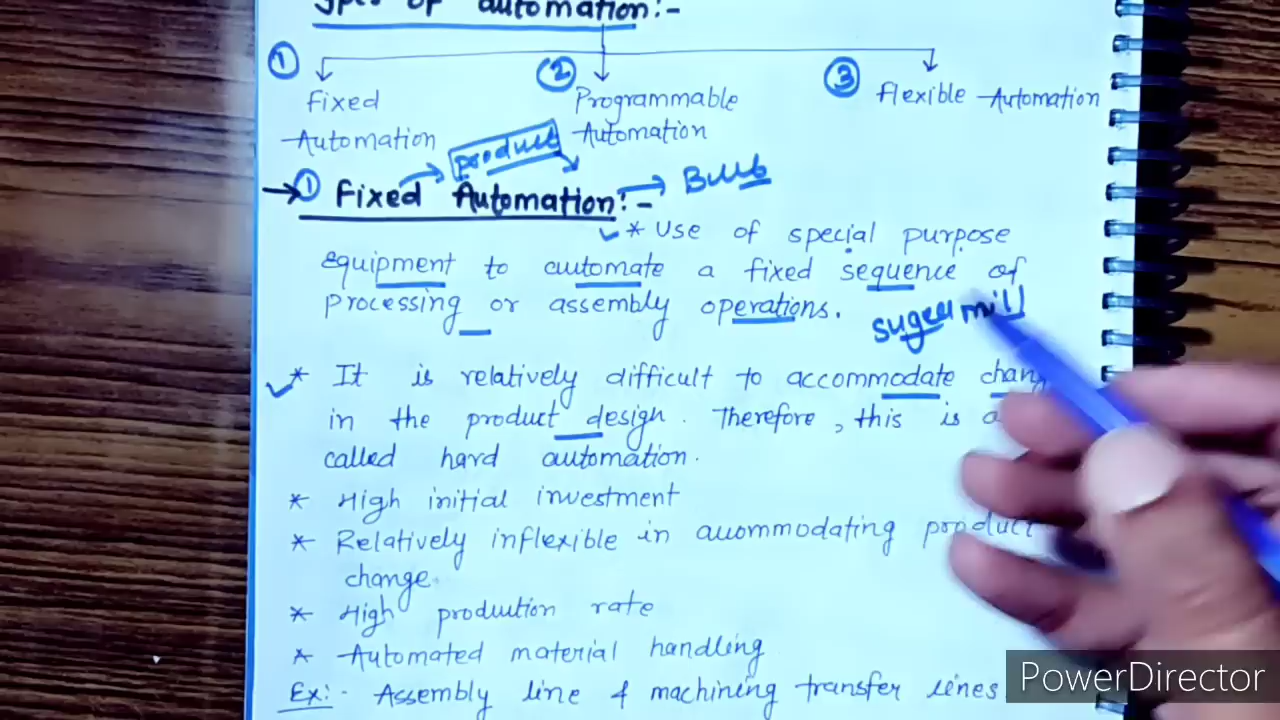 Types of automation:-
① ② ③
Fixed Programmable Flexible Automation
Automation Automation
product
→ ① Fixed Automation:- → Bulb
* Use of special purpose
equipment to automate a fixed sequence of
processing or assembly operations.
sugar mill
* It is relatively difficult to accommodate
in the product design. Therefore, this is
called hard automation.
* High initial investment
* Relatively inflexible in auommodating product
change.
* High production rate
* Automated material handling
Ex:- Assembly line & machining transfer lines
PowerDirector